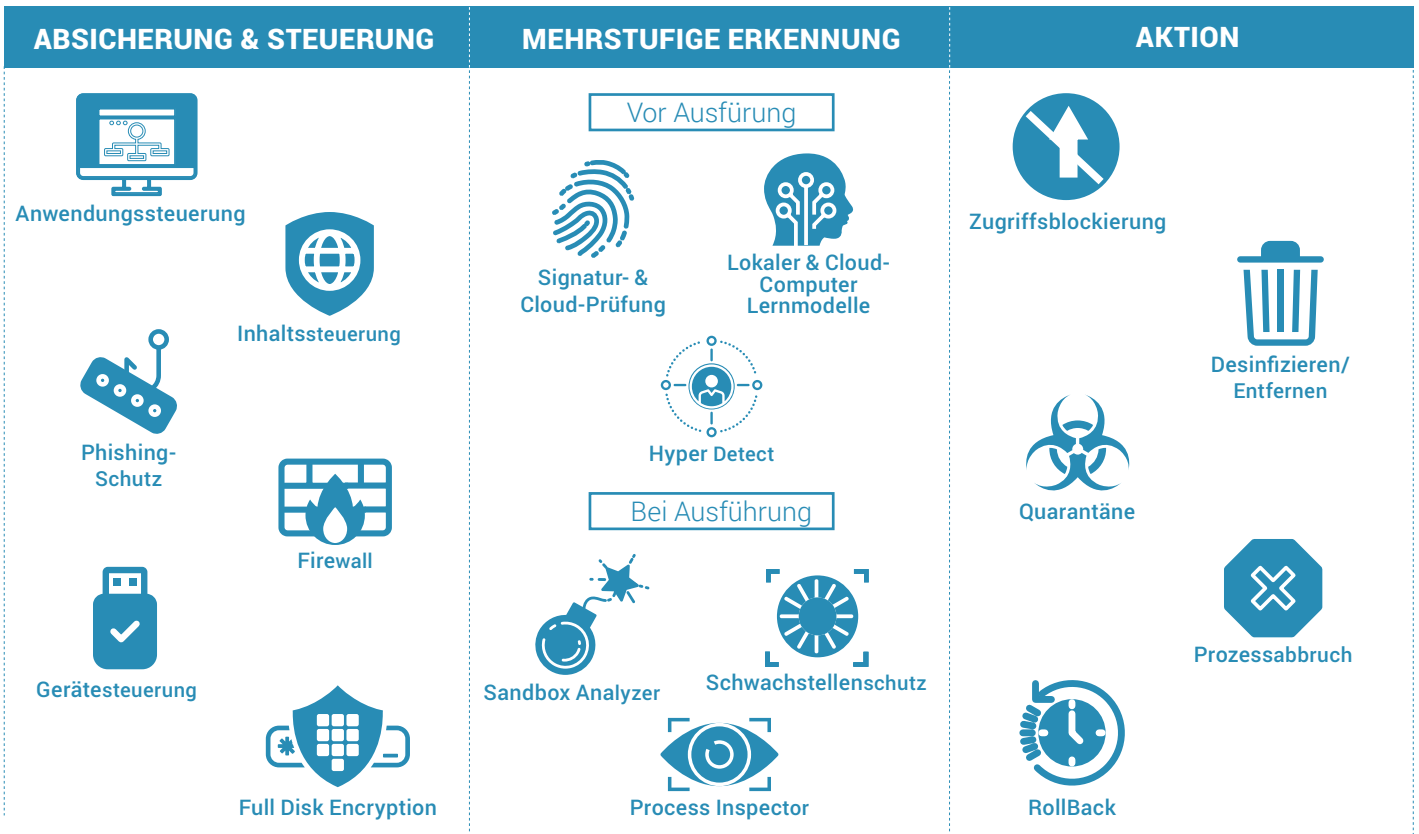 ABSICHERUNG & STEUERUNG
Anwendungssteuerung
Inhaltssteuerung
Phishing-
Schutz
Firewall
Gerätesteuerung
Full Disk Encryption
MEHRSTUFIGE ERKENNUNG
Vor Ausfürung
Signatur- &
Cloud-Prüfung
Lokaler & Cloud-
Computer
Lernmodelle
Hyper Detect
Bei Ausführung
Sandbox Analyzer
Schwachstellenschutz
Process Inspector
AKTION
Zugriffsblockierung
Desinfizieren/
Entfernen
Quarantäne
Prozessabbruch
RollBack